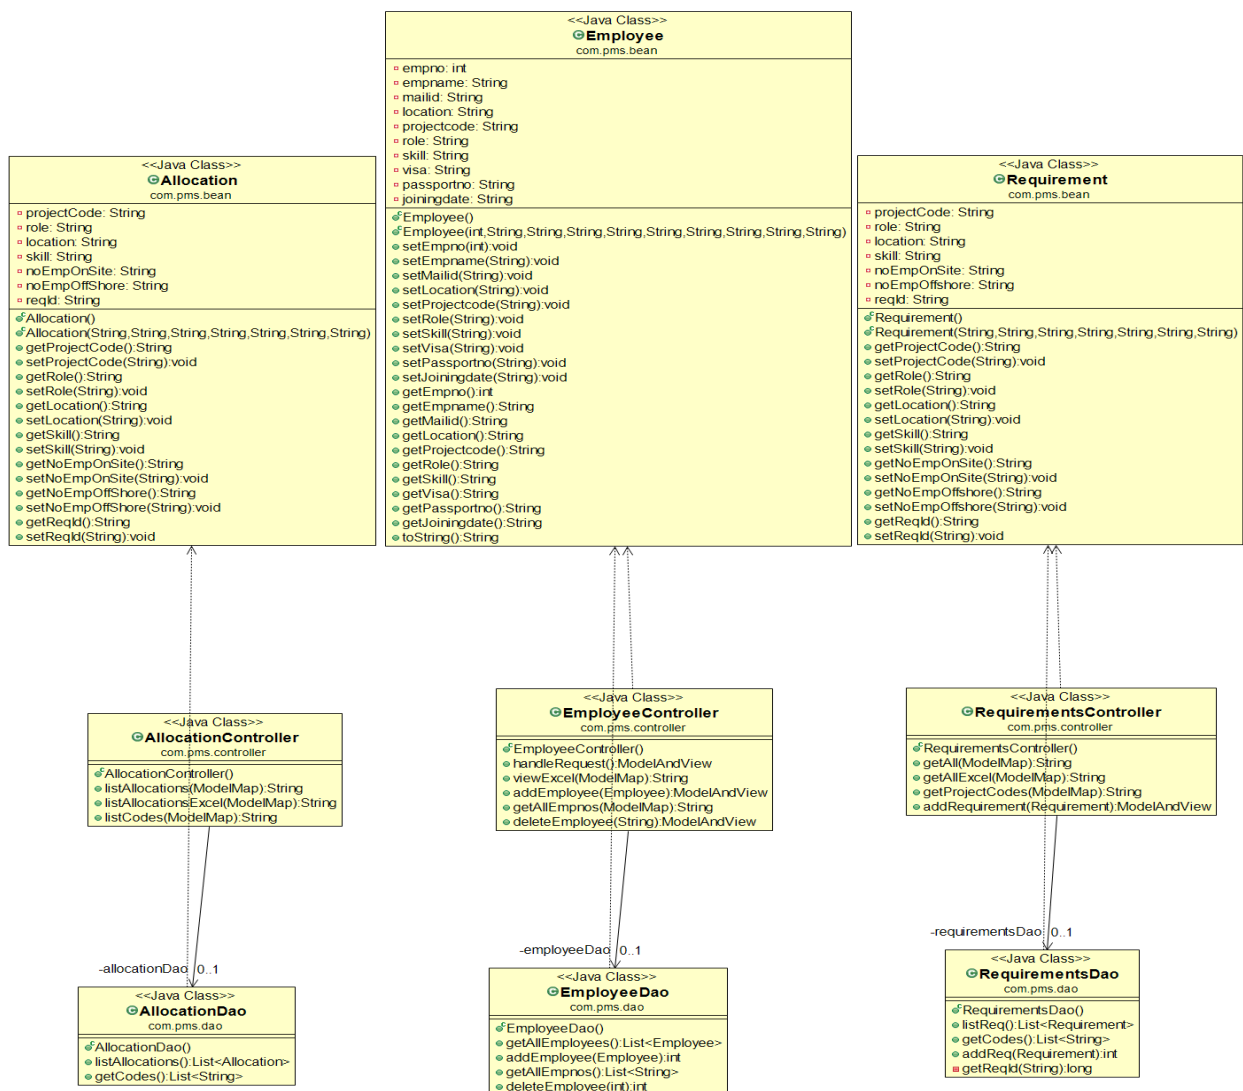 <<Java Class>>
Employee
com.pms.bean
empno: int
empname: String
mailid: String
location: String
projectcode: String
role: String
skill: String
visa: String
passportno: String
joiningdate: String
Employee()
Employee(int,String,String,String,String,String,String,String,String,String)
setEmpno(int):void
setEmpname(String):void
setMailid(String):void
setLocation(String):void
setProjectcode(String):void
setRole(String):void
setSkill(String):void
setVisa(String):void
setPassportno(String):void
setJoiningdate(String):void
getEmpno():int
getEmpname():String
getMailid():String
getLocation():String
getProjectcode():String
getRole():String
getSkill():String
getVisa():String
getPassportno():String
getJoiningdate():String
toString():String
<<Java Class>>
Allocation
com.pms.bean
projectCode: String
role: String
location: String
skill: String
noEmpOnSite: String
noEmpOffShore: String
reqId: String
Allocation()
Allocation(String,String,String,String,String,String,String)
getProjectCode():String
setProjectCode(String):void
getRole():String
setRole(String):void
getLocation():String
setLocation(String):void
getSkill():String
setSkill(String):void
getNoEmpOnSite():String
setNoEmpOnSite(String):void
getNoEmpOffShore():String
setNoEmpOffShore(String):void
getReqId():String
setReqId(String):void
<<Java Class>>
Requirement
com.pms.bean
projectCode: String
role: String
location: String
skill: String
noEmpOnSite: String
noEmpOffshore: String
reqId: String
Requirement()
Requirement(String,String,String,String,String,String,String)
getProjectCode():String
setProjectCode(String):void
getRole():String
setRole(String):void
getLocation():String
setLocation(String):void
getSkill():String
setSkill(String):void
getNoEmpOnSite():String
setNoEmpOnSite(String):void
getNoEmpOffshore():String
setNoEmpOffshore(String):void
getReqId():String
setReqId(String):void
<<Java Class>>
AllocationController
com.pms.controller
AllocationController()
listAllocations(ModelMap):String
listAllocationsExcel(ModelMap):String
listCodes(ModelMap):String
<<Java Class>>
EmployeeController
com.pms.controller
EmployeeController()
handleRequest():ModelAndView
viewExcel(ModelMap):String
addEmployee(Employee):ModelAndView
getAllEmpnos(ModelMap):String
deleteEmployee(String):ModelAndView
<<Java Class>>
RequirementsController
com.pms.controller
RequirementsController()
getAll(ModelMap):String
getAllExcel(ModelMap):String
getProjectCodes(ModelMap):String
addRequirement(Requirement):ModelAndView
-allocationDao 0..1
-employeeDao 0..1
-requirementsDao 0..1
<<Java Class>>
AllocationDao
com.pms.dao
AllocationDao()
listAllocations():List<Allocation>
getCodes():List<String>
<<Java Class>>
EmployeeDao
com.pms.dao
EmployeeDao()
getAllEmployees():List<Employee>
addEmployee(Employee):int
getAllEmpnos():List<String>
deleteEmployee(int):int
<<Java Class>>
RequirementsDao
com.pms.dao
RequirementsDao()
listReq():List<Requirement>
getCodes():List<String>
addReq(Requirement):int
getReqId(String):long